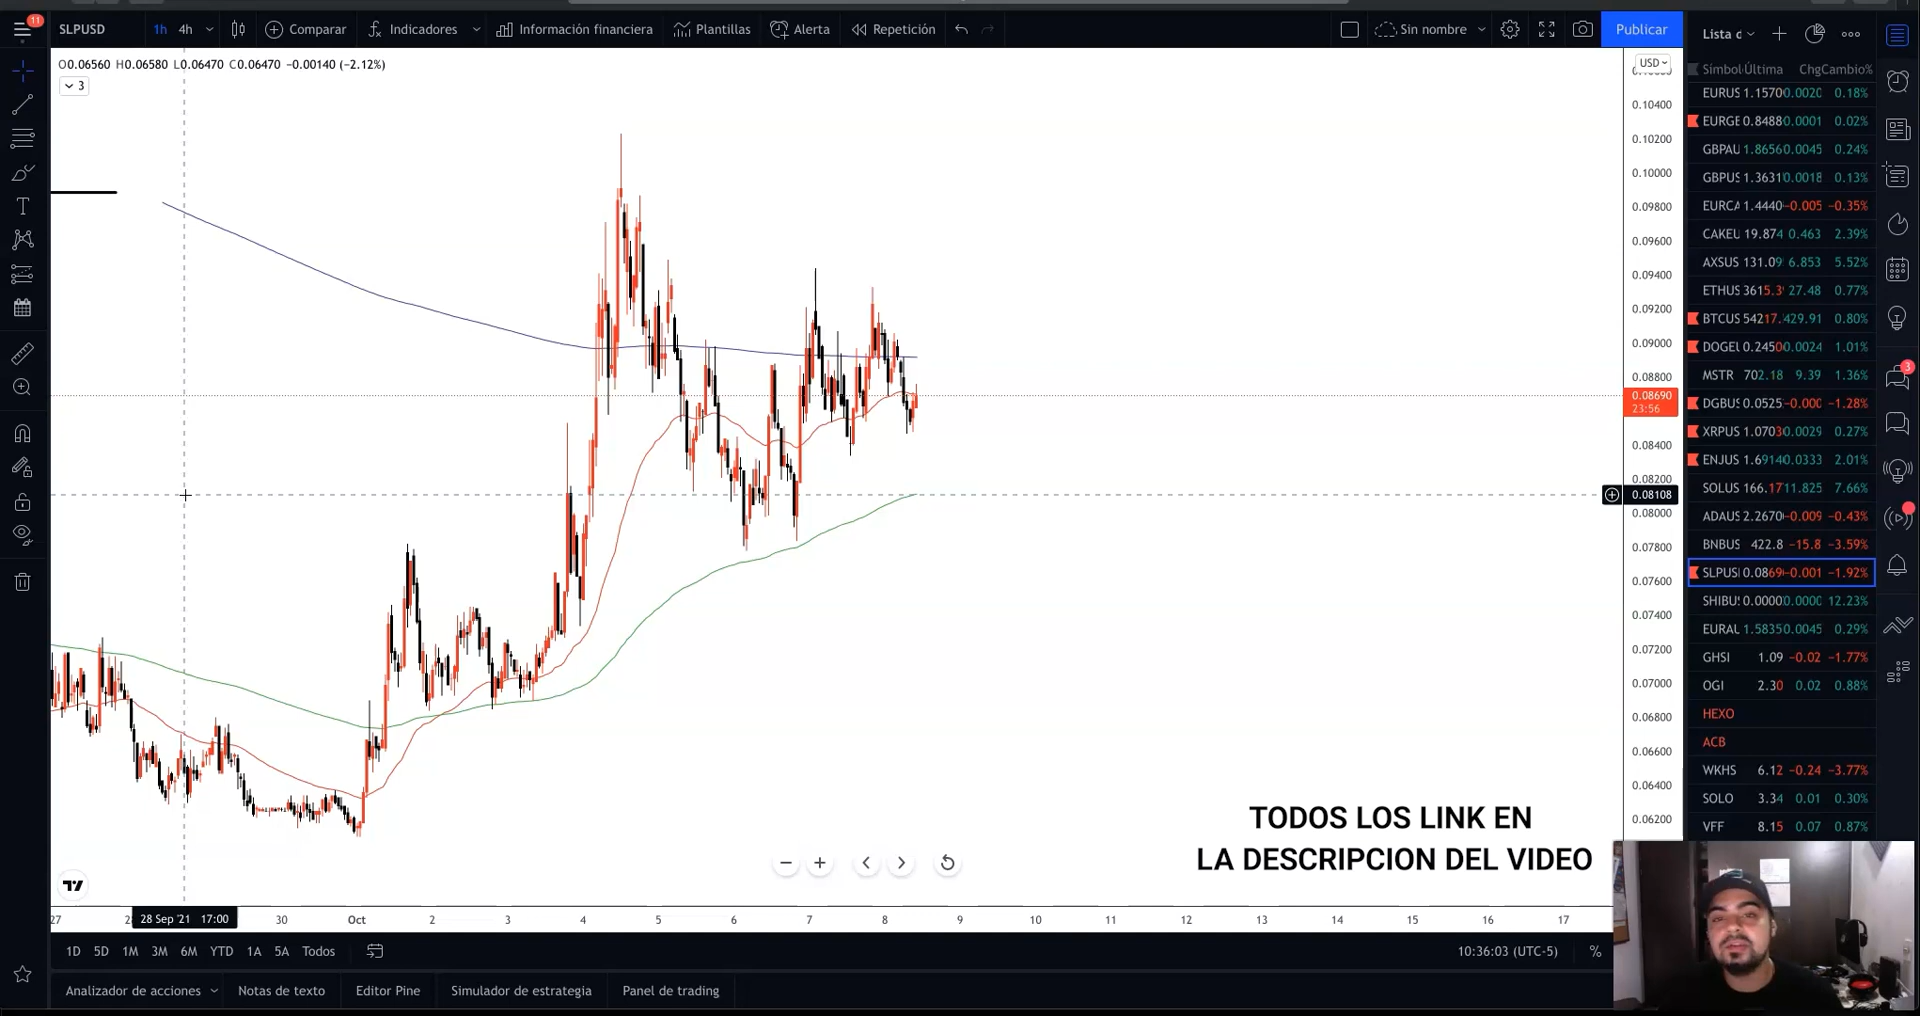 11
SLPUSD 1h 4h Comparar Indicadores Información financiera Plantillas Alerta Repetición Sin nombre Publicar
Lista d
O0.06560 H0.06580 L0.06470 C0.06470 −0.00140 (−2.12%)
3
USD
0.10400
0.10200
0.10000
0.09800
0.09600
0.09400
0.09200
0.09000
0.08800
0.08690
23:56
0.08400
0.08200
0.08108
0.08000
0.07800
0.07600
0.07400
0.07200
0.07000
0.06800
0.06600
0.06400
0.06200
Símbol Última Chg Cambio%
EURUS 1.1570 0.0020 0.18%
EURGE 0.8488 0.0001 0.02%
GBPAU 1.8656 0.0045 0.24%
GBPUS 1.3631 0.0018 0.13%
EURCA 1.4440 −0.005 −0.35%
CAKEU 19.874 0.463 2.39%
AXSUS 131.09 6.853 5.52%
ETHUS 3615.3 27.48 0.77%
BTCUS 54217. 429.91 0.80%
DOGEU 0.2450 0.0024 1.01%
MSTR 702.18 9.39 1.36%
3
DGBUS 0.0525 −0.000 −1.28%
XRPUS 1.0703 0.0029 0.27%
ENJUS 1.6914 0.0333 2.01%
SOLUS 166.17 11.825 7.66%
ADAUS 2.2670 −0.009 −0.43%
BNBUS 422.8 −15.8 −3.59%
SLPUS 0.0869 −0.001 −1.92%
SHIBU 0.0000 0.0000 12.23%
EURAU 1.5835 0.0045 0.29%
GHSI 1.09 −0.02 −1.77%
OGI 2.30 0.02 0.88%
HEXO
ACB
WKHS 6.12 −0.24 −3.77%
SOLO 3.34 0.01 0.30%
VFF 8.15 0.07 0.87%
TODOS LOS LINK EN
LA DESCRIPCION DEL VIDEO
27 28 Sep '21 17:00 30 Oct 2 3 4 5 6 7 8 9 10 11 12 13 14 15 16 17
1D 5D 1M 3M 6M YTD 1A 5A Todos 10:36:03 (UTC-5) %
Analizador de acciones Notas de texto Editor Pine Simulador de estrategia Panel de trading